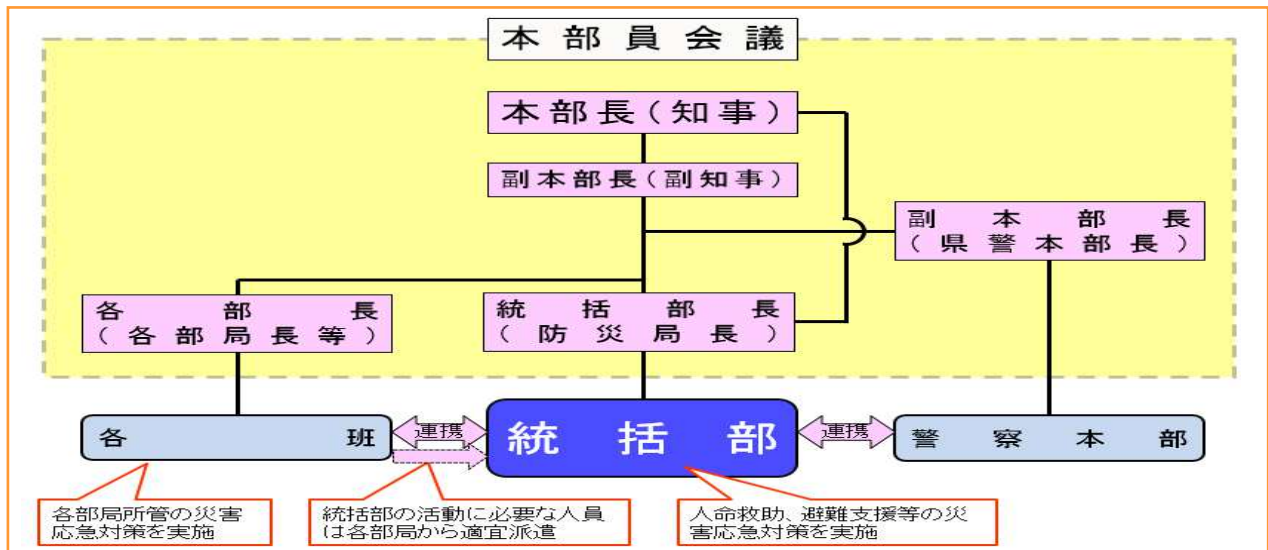 本部員会議
本部長(知事)
副本部長(副知事)
副本部長
(県警本部長)
各部長
(各部局長等)
統括部長
(防災局長)
各班
連携
統括部
連携
警察本部
各部局所管の災害
応急対策を実施
統括部の活動に必要な人員
は各部局から適宜派遣
人命救助、避難支援等の災
害応急対策を実施